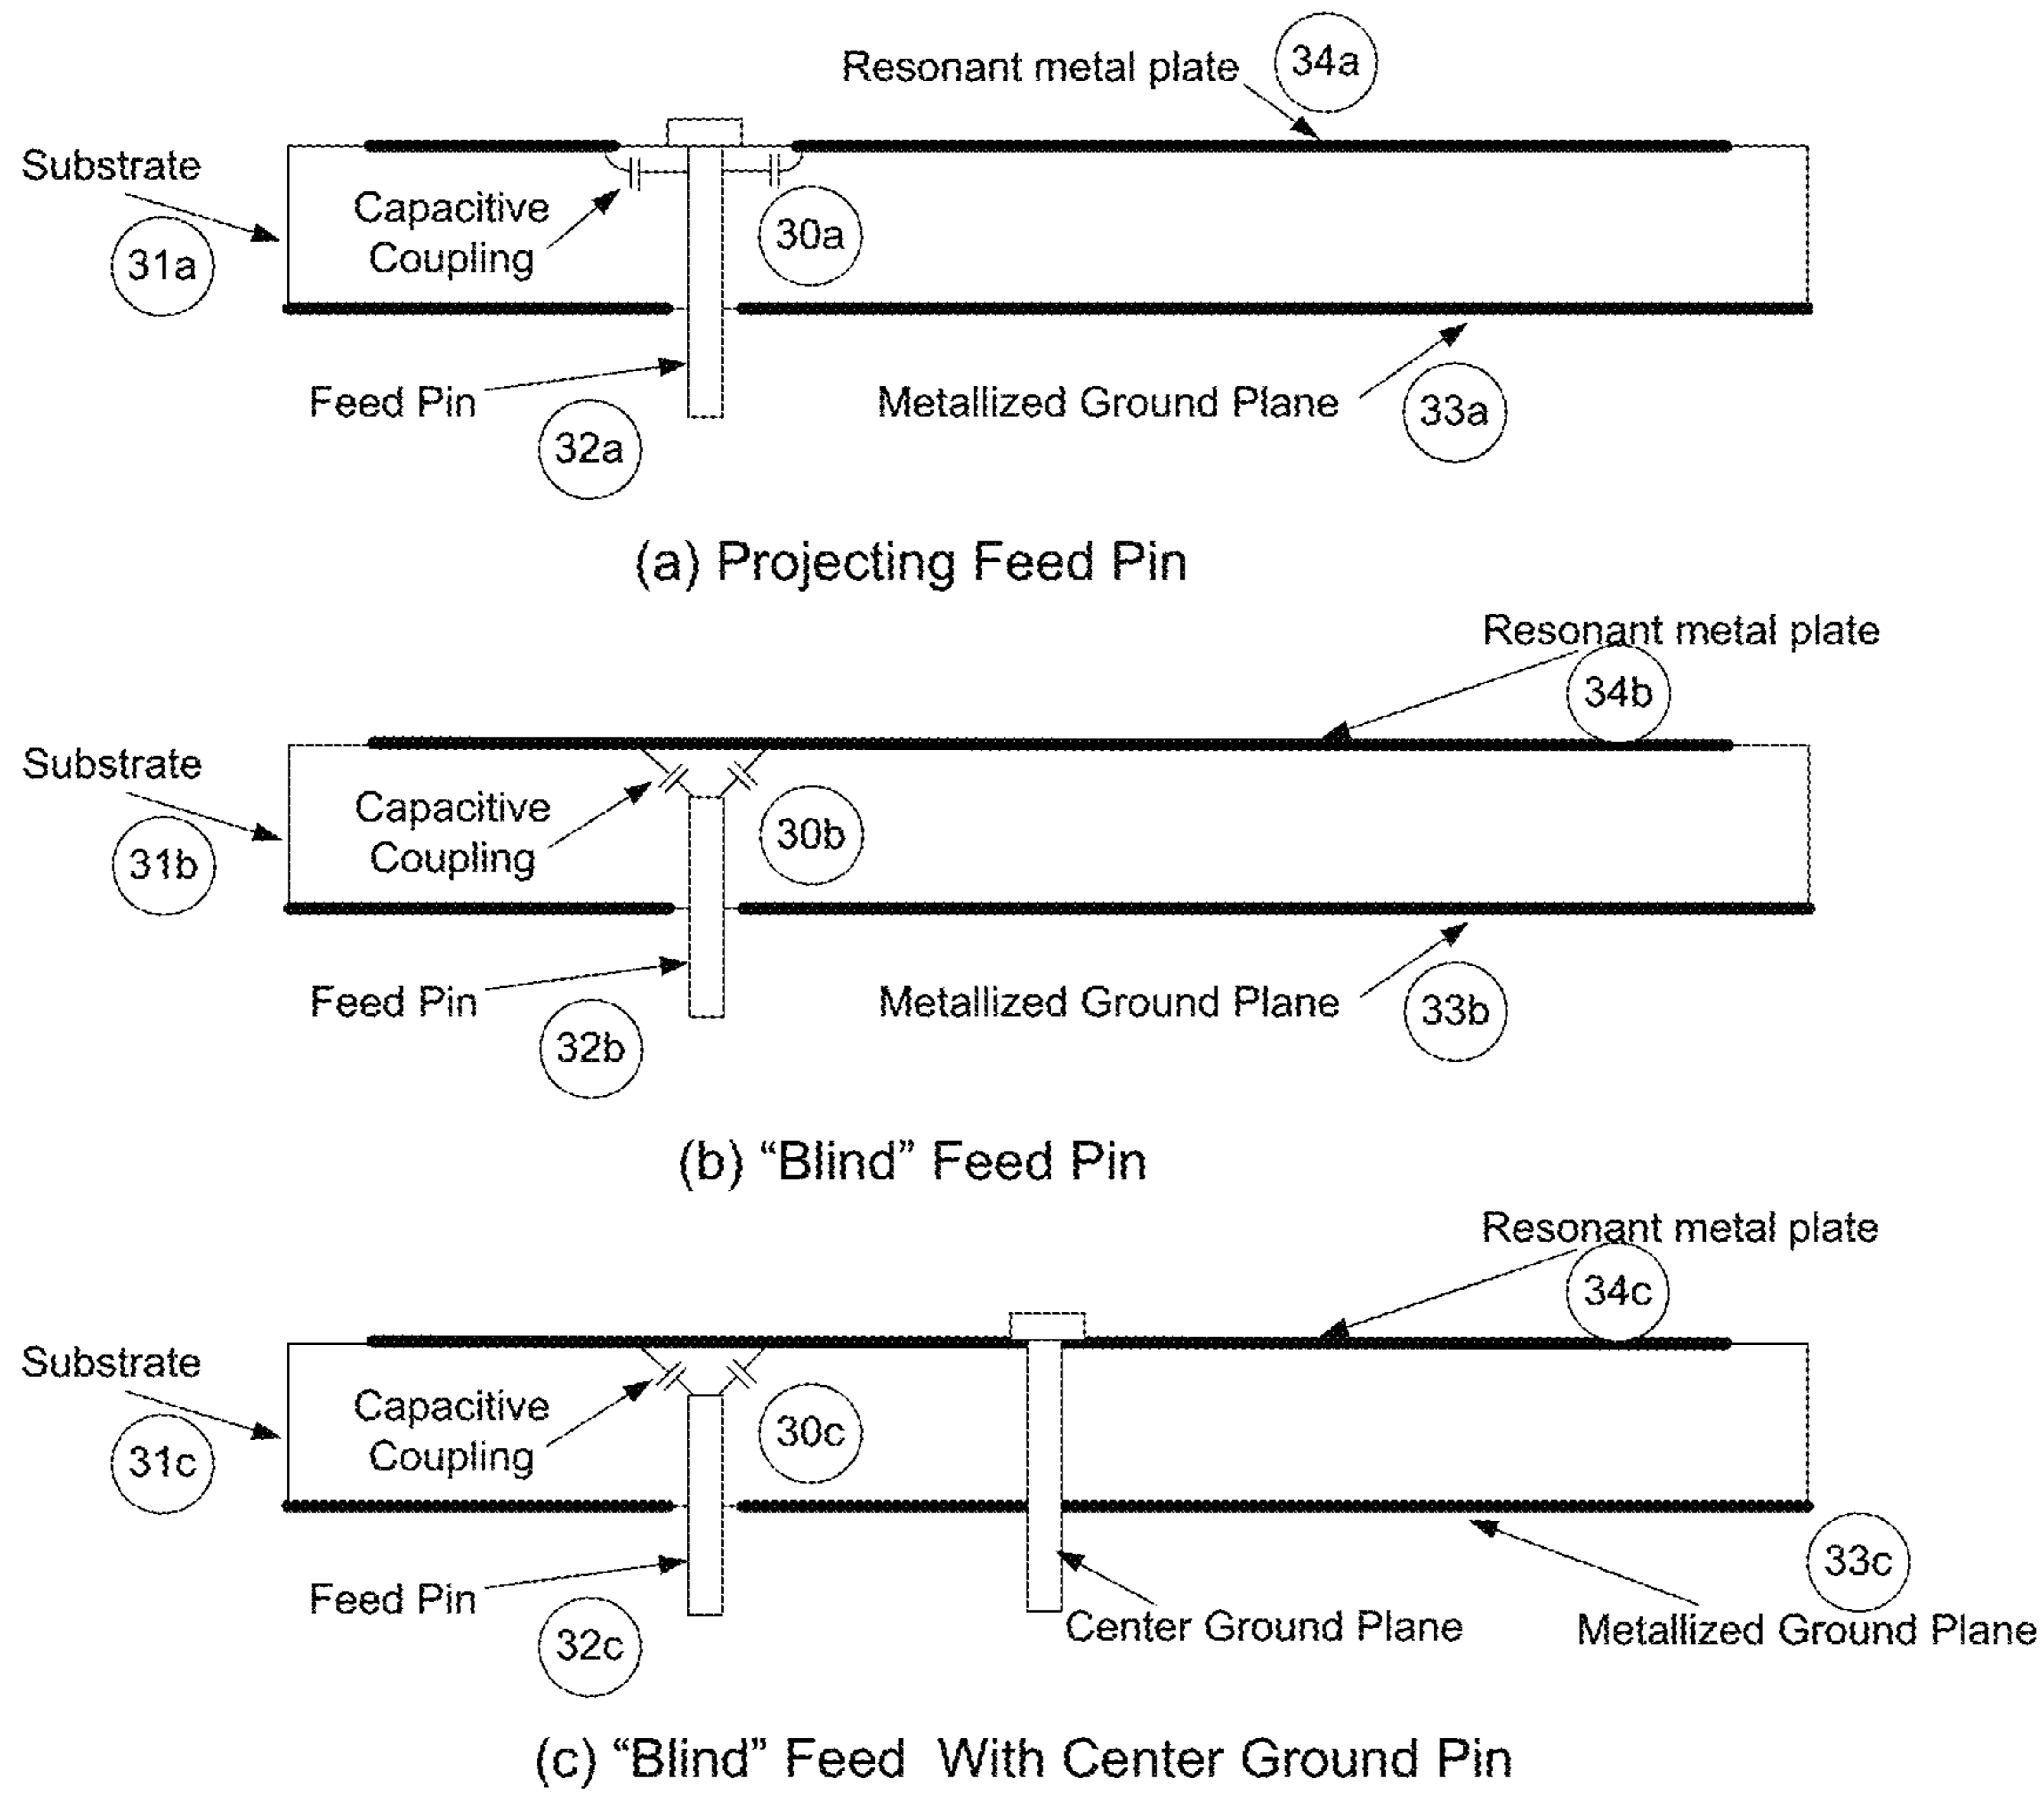 Resonant metal plate
34a
Substrate
31a
Capacitive
Coupling
30a
Feed Pin
32a
Metallized Ground Plane
33a
(a) Projecting Feed Pin
Resonant metal plate
34b
Substrate
31b
Capacitive
Coupling
30b
Feed Pin
32b
Metallized Ground Plane
33b
(b) “Blind” Feed Pin
Resonant metal plate
34c
Substrate
31c
Capacitive
Coupling
30c
Feed Pin
32c
Center Ground Plane
33c
Metallized Ground Plane
(c) “Blind” Feed With Center Ground Pin